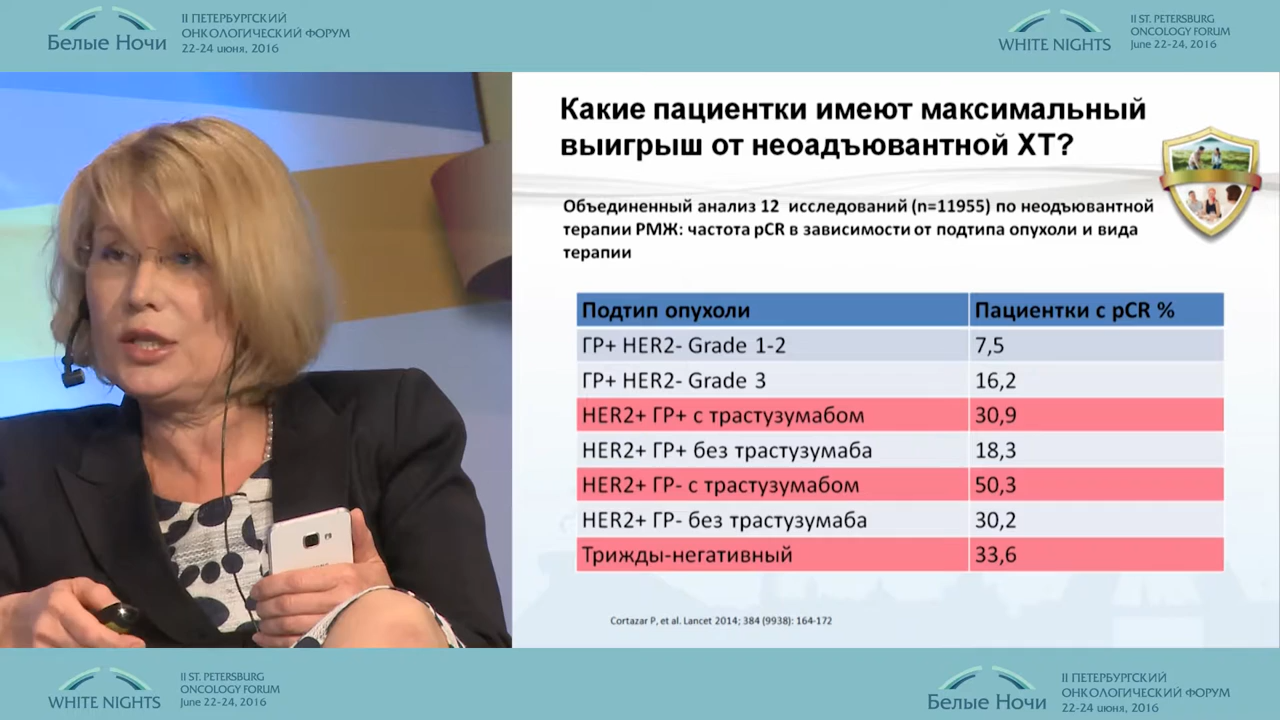 Белые Ночи
II ПЕТЕРБУРГСКИЙ
ОНКОЛОГИЧЕСКИЙ ФОРУМ
22-24 июня, 2016
WHITE NIGHTS
II ST. PETERSBURG
ONCOLOGY FORUM
June 22-24, 2016
Какие пациентки имеют максимальный
выигрыш от неоадъювантной ХТ?
Объединенный анализ 12 исследований (n=11955) по неодъювантной
терапии РМЖ: частота pCR в зависимости от подтипа опухоли и вида
терапии
Подтип опухоли Пациентки с pCR %
ГР+ HER2- Grade 1-2 7,5
ГР+ HER2- Grade 3 16,2
HER2+ ГР+ с трастузумабом 30,9
HER2+ ГР+ без трастузумаба 18,3
HER2+ ГР- с трастузумабом 50,3
HER2+ ГР- без трастузумаба 30,2
Трижды-негативный 33,6
Cortazar P, et al. Lancet 2014; 384 (9938): 164-172
WHITE NIGHTS
II ST. PETERSBURG
ONCOLOGY FORUM
June 22-24, 2016
Белые Ночи
II ПЕТЕРБУРГСКИЙ
ОНКОЛОГИЧЕСКИЙ ФОРУМ
22-24 июня, 2016